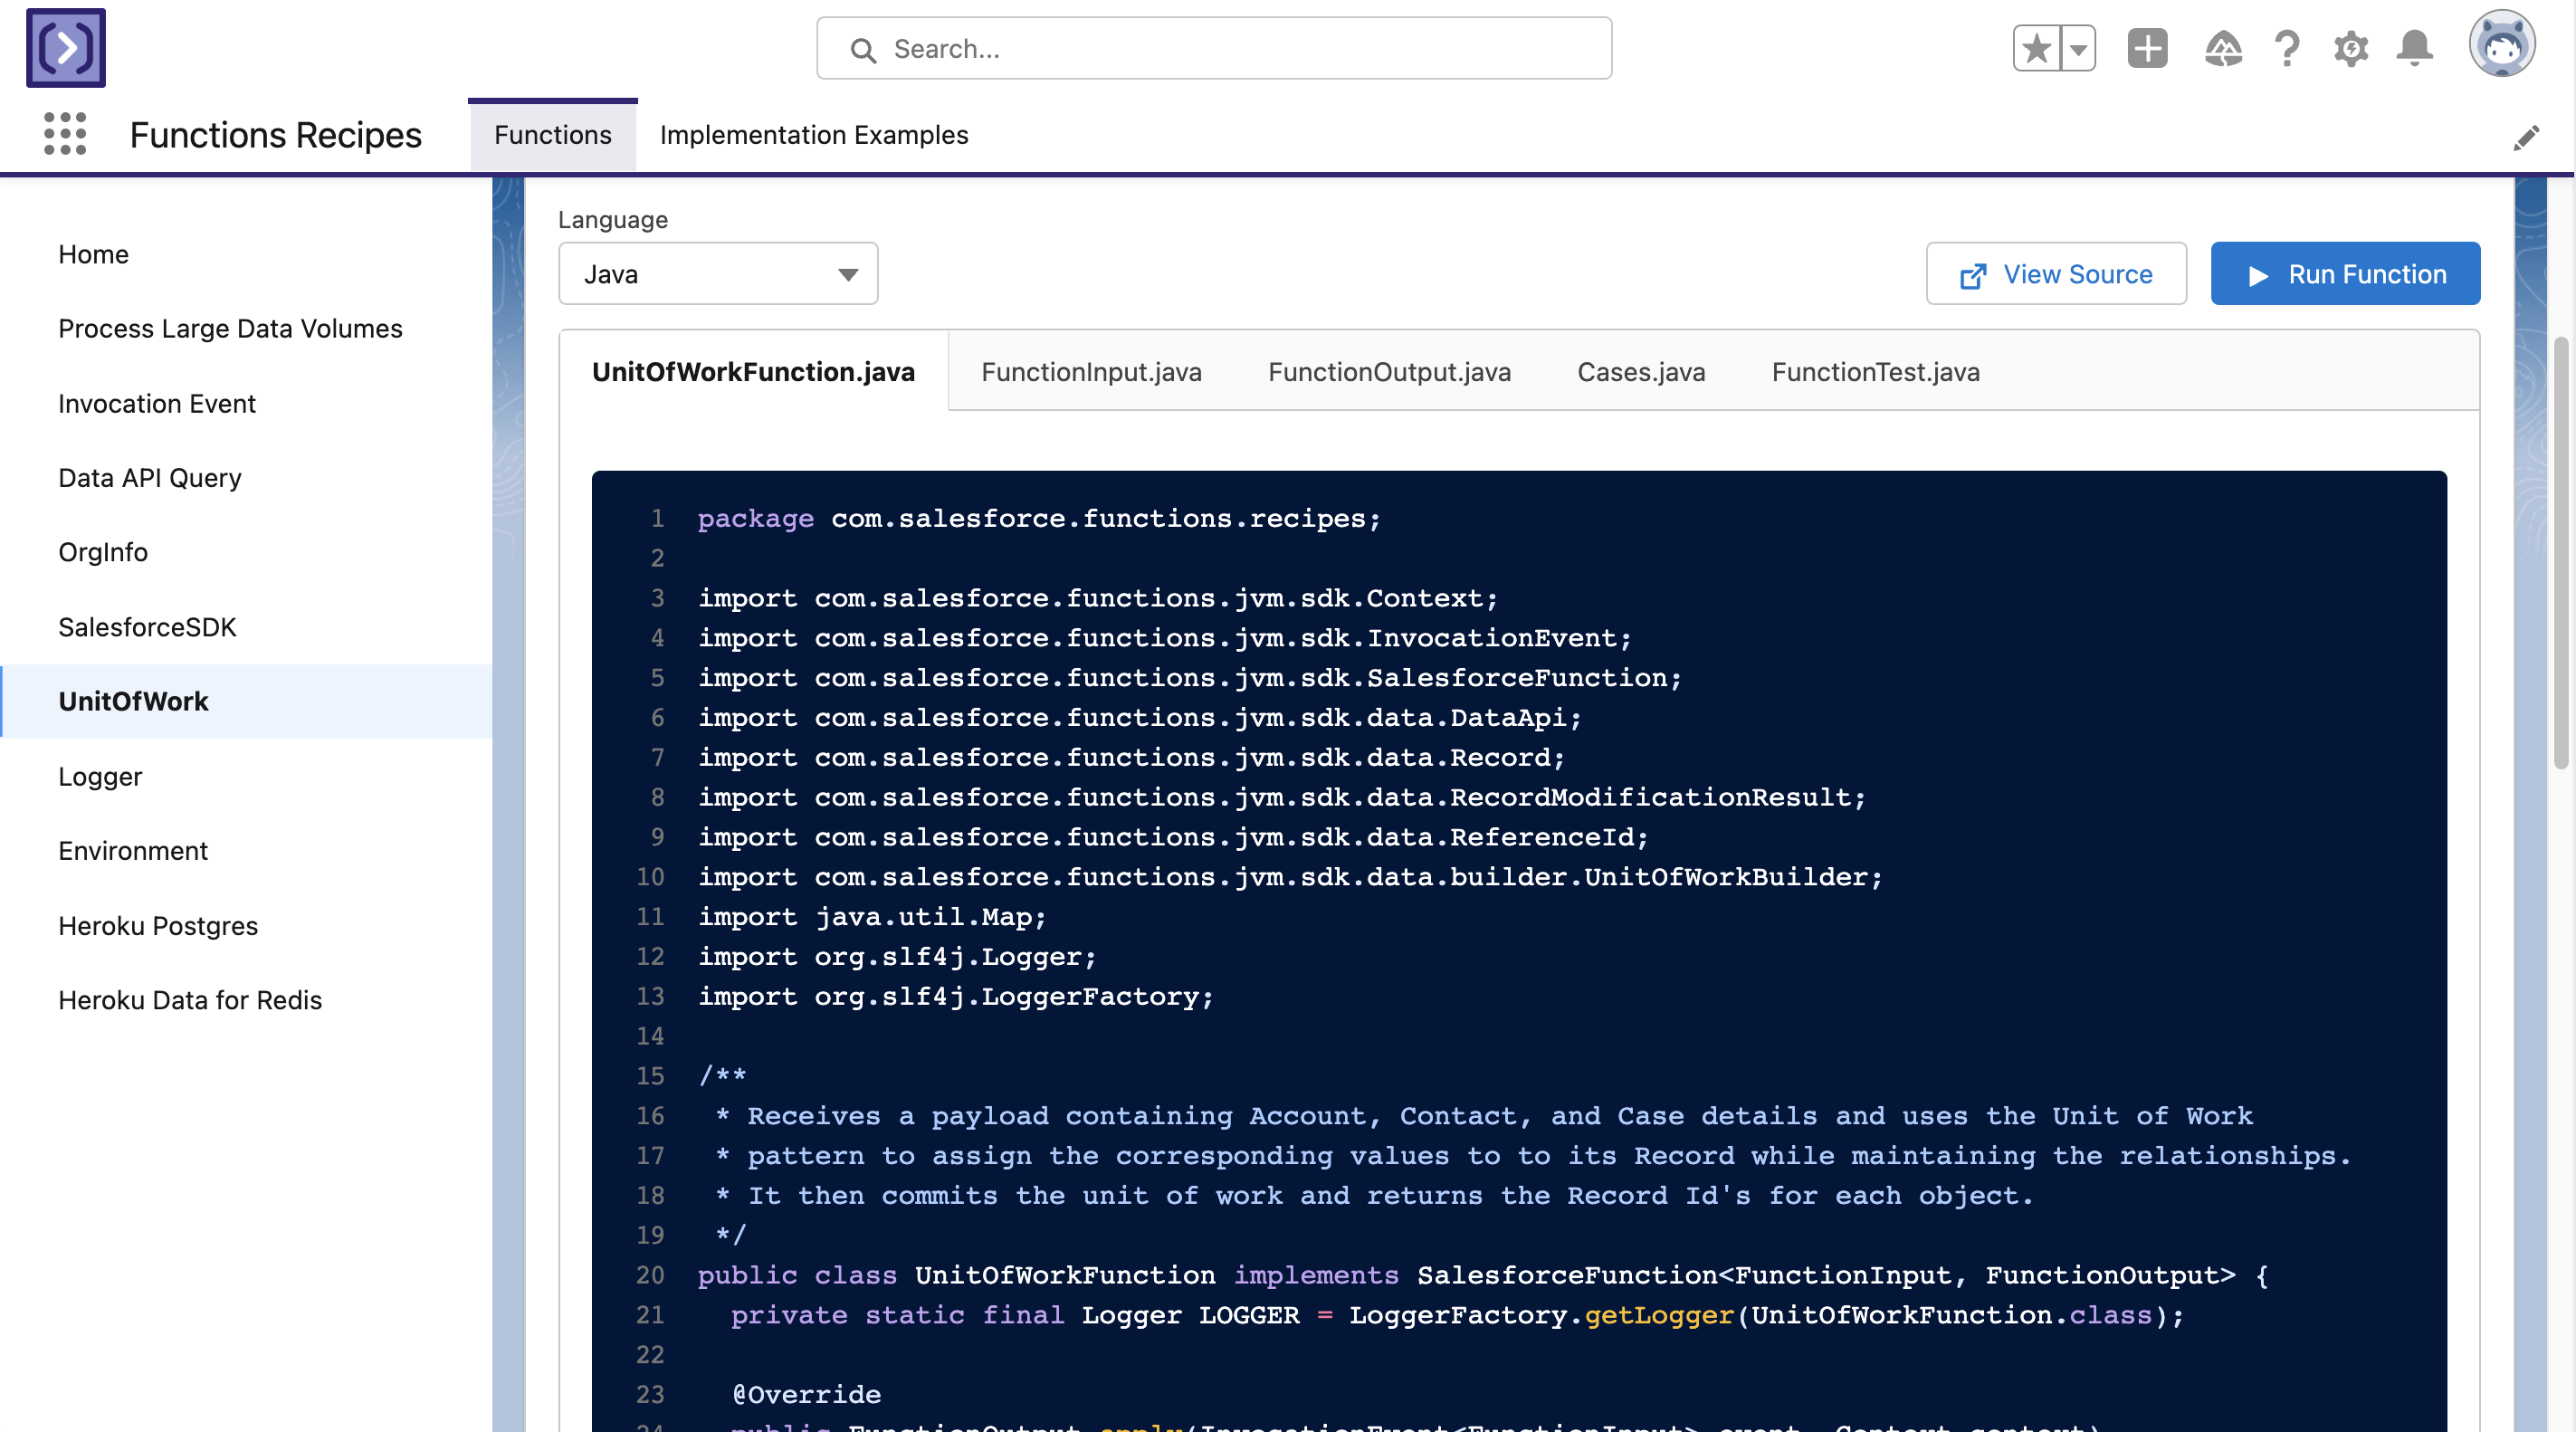 Search...
Functions Recipes
Functions
Implementation Examples
Home
Process Large Data Volumes
Invocation Event
Data API Query
OrgInfo
SalesforceSDK
UnitOfWork
Logger
Environment
Heroku Postgres
Heroku Data for Redis
Language
Java
View Source
Run Function
UnitOfWorkFunction.java
FunctionInput.java
FunctionOutput.java
Cases.java
FunctionTest.java
1 package com.salesforce.functions.recipes;
2
3 import com.salesforce.functions.jvm.sdk.Context;
4 import com.salesforce.functions.jvm.sdk.InvocationEvent;
5 import com.salesforce.functions.jvm.sdk.SalesforceFunction;
6 import com.salesforce.functions.jvm.sdk.data.DataApi;
7 import com.salesforce.functions.jvm.sdk.data.Record;
8 import com.salesforce.functions.jvm.sdk.data.RecordModificationResult;
9 import com.salesforce.functions.jvm.sdk.data.ReferenceId;
10 import com.salesforce.functions.jvm.sdk.data.builder.UnitOfWorkBuilder;
11 import java.util.Map;
12 import org.slf4j.Logger;
13 import org.slf4j.LoggerFactory;
14
15 /**
16 * Receives a payload containing Account, Contact, and Case details and uses the Unit of Work
17 * pattern to assign the corresponding values to to its Record while maintaining the relationships.
18 * It then commits the unit of work and returns the Record Id's for each object.
19 */
20 public class UnitOfWorkFunction implements SalesforceFunction<FunctionInput, FunctionOutput> {
21 private static final Logger LOGGER = LoggerFactory.getLogger(UnitOfWorkFunction.class);
22
23 @Override
24 public FunctionOutput apply(InvocationEvent<FunctionInput> event, Context context)